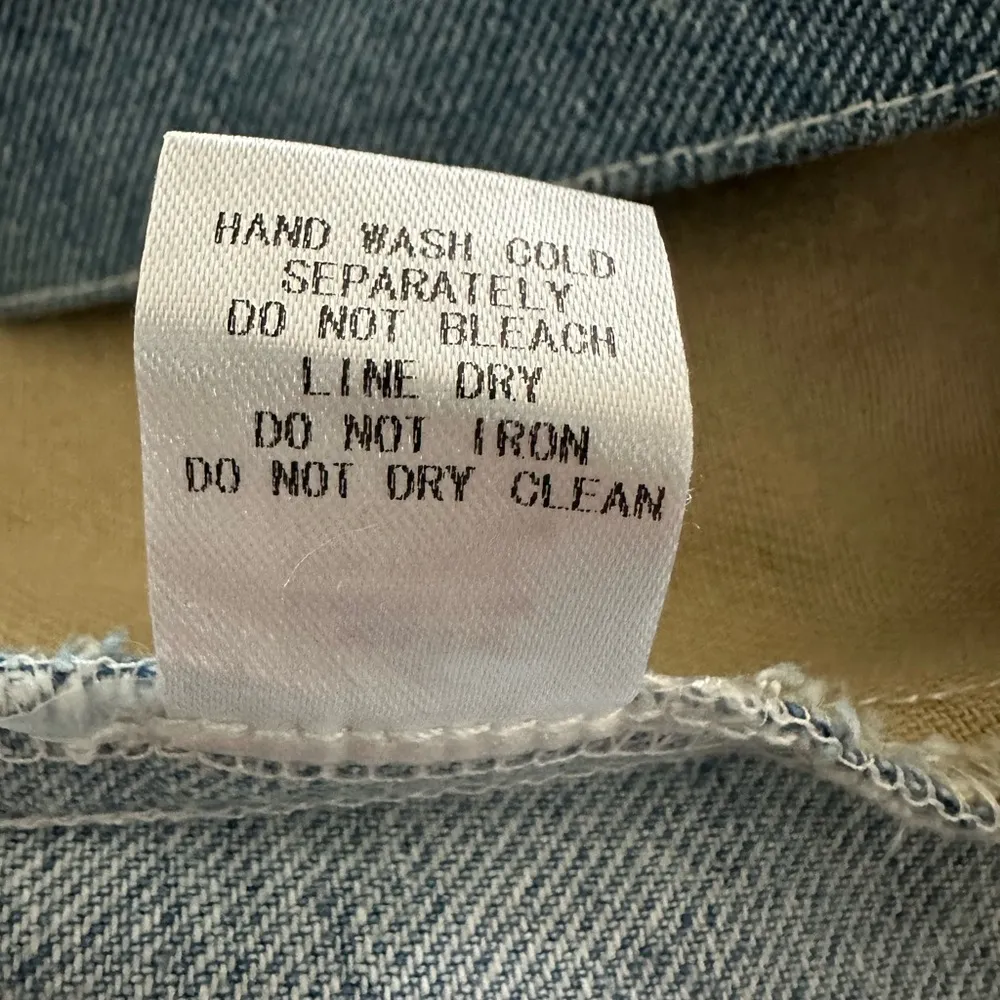 HAND WASH COLD
SEPARATELY
DO NOT BLEACH
LINE DRY
DO NOT IRON
DO NOT DRY CLEAN